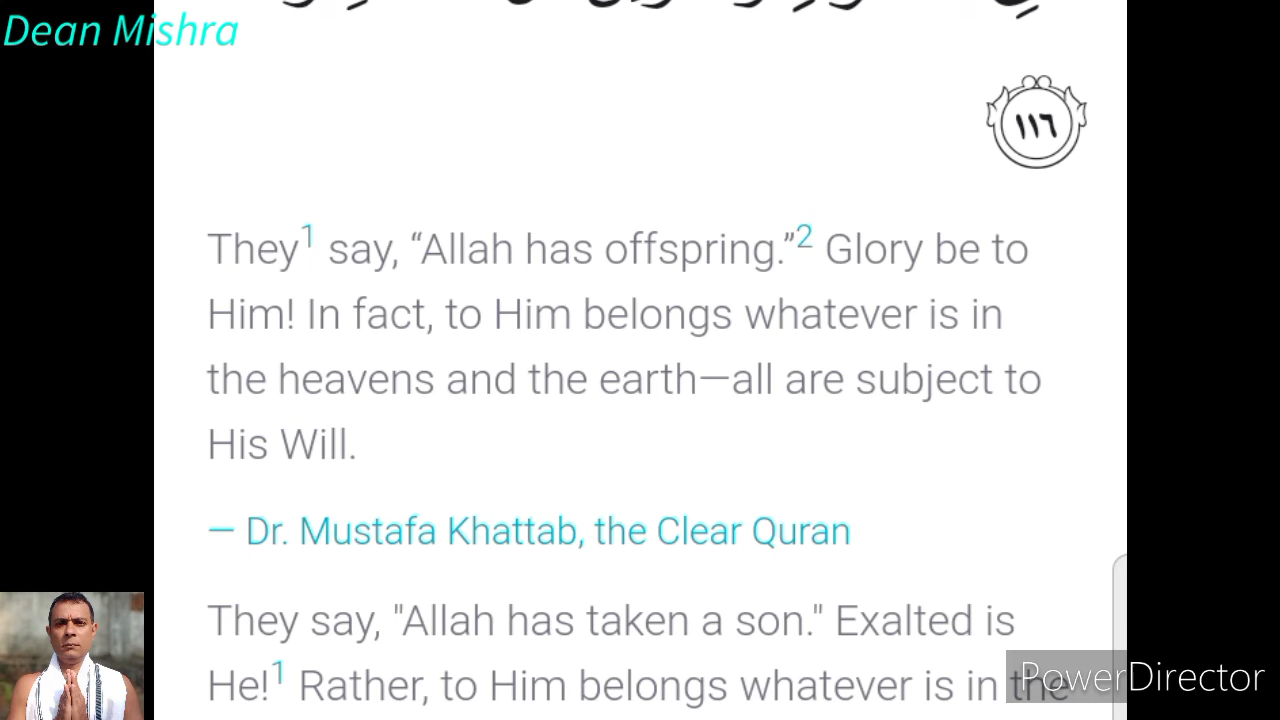 Dean Mishra
١١٦
They¹ say, “Allah has offspring.”² Glory be to
Him! In fact, to Him belongs whatever is in
the heavens and the earth—all are subject to
His Will.
— Dr. Mustafa Khattab, the Clear Quran
They say, "Allah has taken a son." Exalted is
He!¹ Rather, to Him belongs whatever is in the
PowerDirector